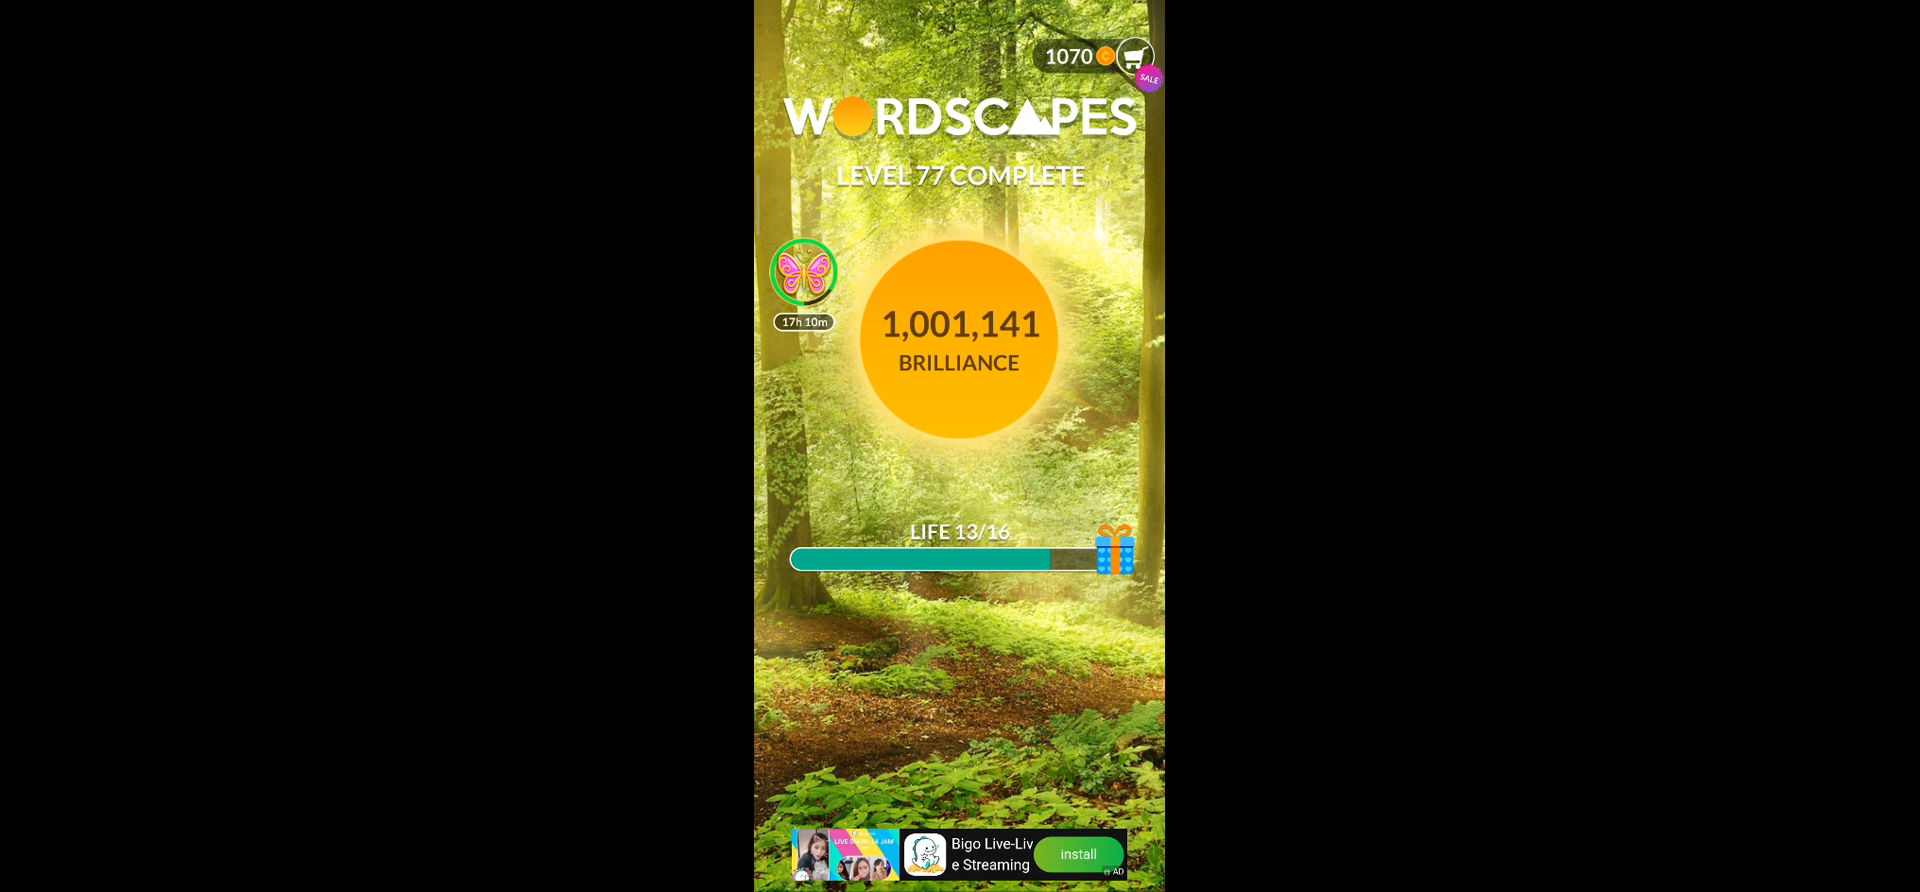 1070
SALE
WORDSCAPES
LEVEL 77 COMPLETE
17h 10m
1,001,141
BRILLIANCE
LIFE 13/16
Bigo Live-Liv
e Streaming
install
AD